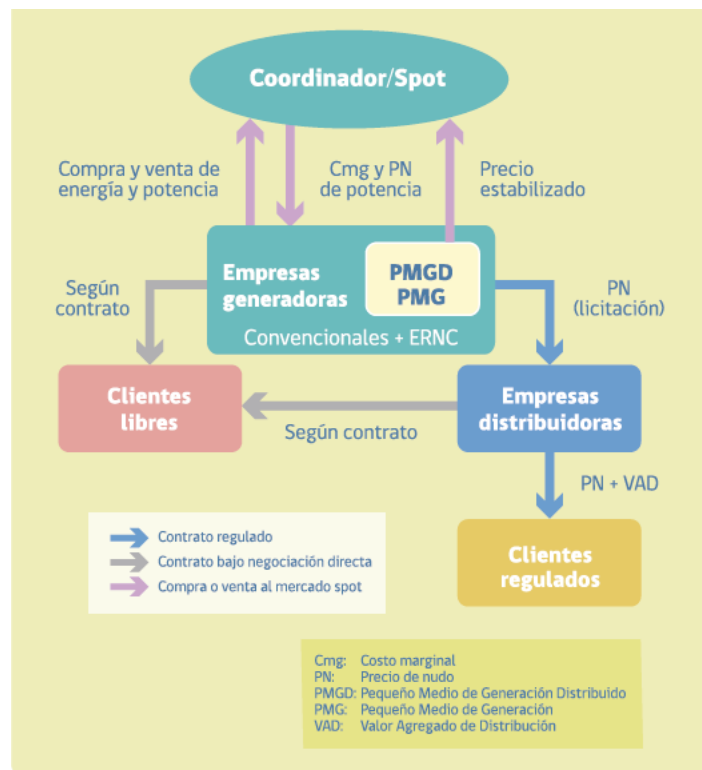 Coordinador/Spot
Compra y venta de
energía y potencia
Cmg y PN
de potencia
Precio
estabilizado
Empresas
generadoras
PMGD
PMG
Convencionales + ERNC
Según
contrato
PN
(licitación)
Clientes
libres
Según contrato
Empresas
distribuidoras
PN + VAD
Clientes
regulados
Contrato regulado
Contrato bajo negociación directa
Compra o venta al mercado spot
Cmg: Costo marginal
PN: Precio de nudo
PMGD: Pequeño Medio de Generación Distribuido
PMG: Pequeño Medio de Generación
VAD: Valor Agregado de Distribución